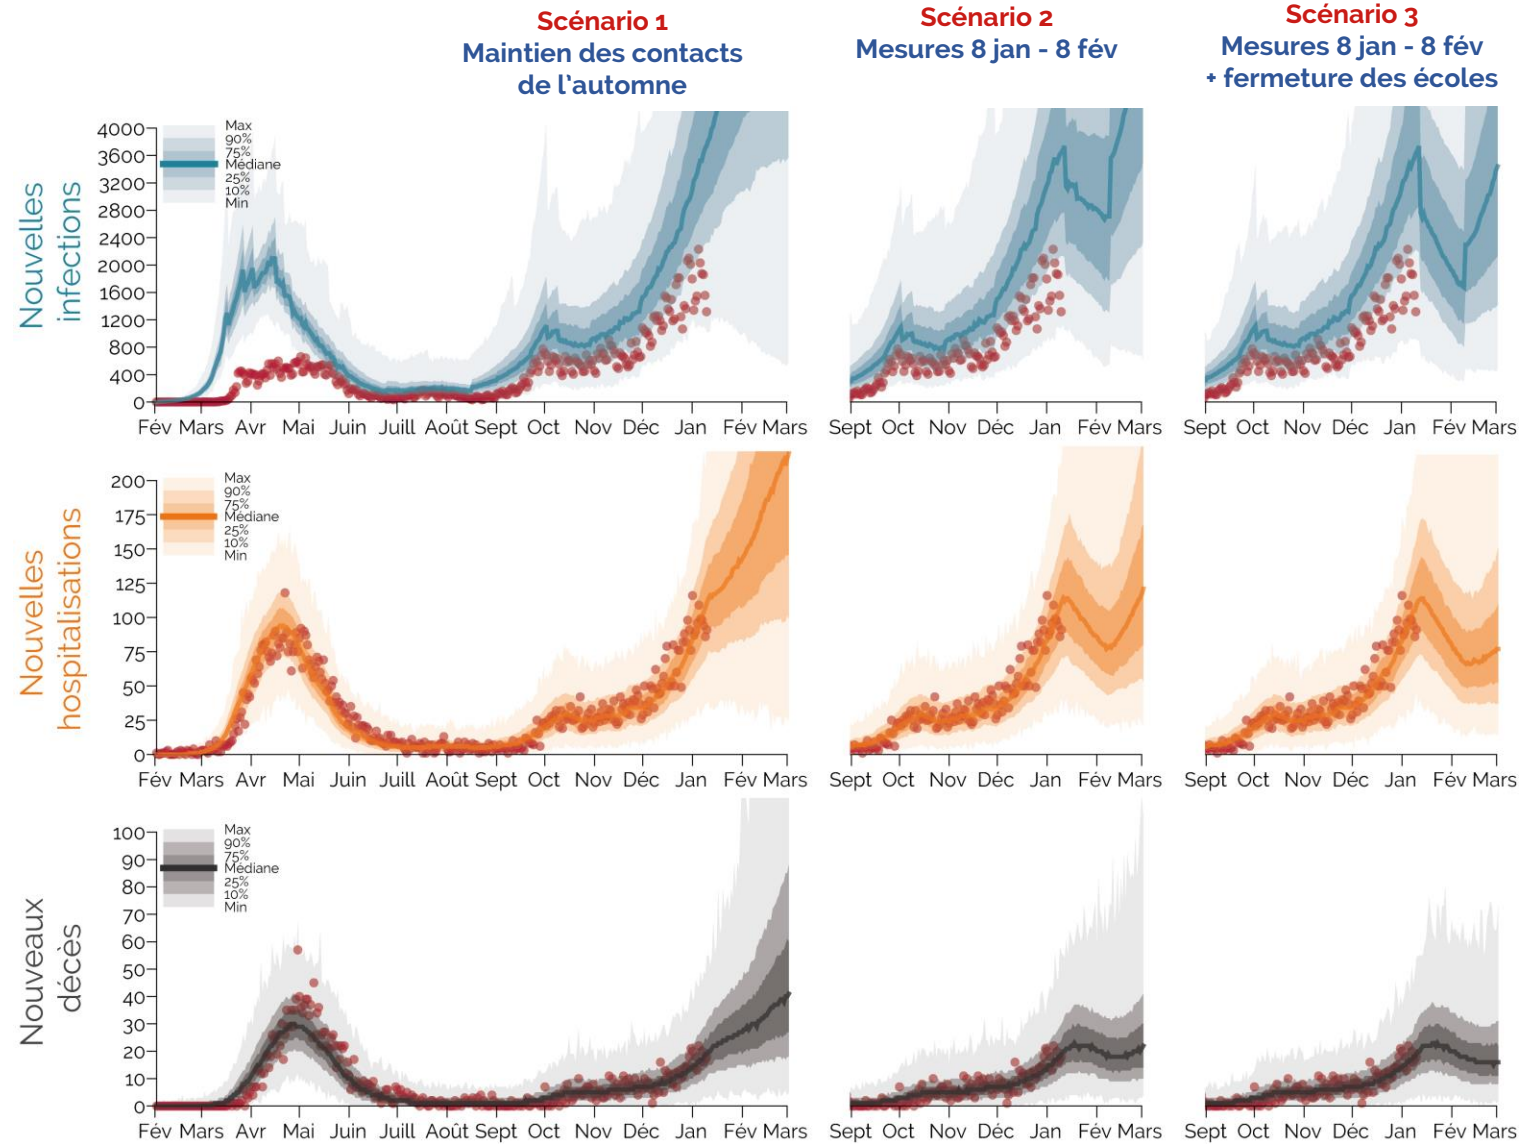 Scénario 1
Maintien des contacts
de l'automne
Scénario 2
Mesures 8 jan - 8 fév
Scénario 3
Mesures 8 jan - 8 fév
+ fermeture des écoles
Nouvelles
infections
4000
3600
3200
2800
2400
2000
1600
1200
800
400
0
Max
90%
75%
Médiane
25%
10%
Min
Fév Mars Avr Mai Juin Juill Août Sept Oct Nov Déc Jan Fév Mars
Sept Oct Nov Déc Jan Fév Mars
Sept Oct Nov Déc Jan Fév Mars
Nouvelles
hospitalisations
200
175
150
125
100
75
50
25
0
Max
90%
75%
Médiane
25%
10%
Min
Fév Mars Avr Mai Juin Juill Août Sept Oct Nov Déc Jan Fév Mars
Sept Oct Nov Déc Jan Fév Mars
Sept Oct Nov Déc Jan Fév Mars
Nouveaux
décès
100
90
80
70
60
50
40
30
20
10
0
Max
90%
75%
Médiane
25%
10%
Min
Fév Mars Avr Mai Juin Juill Août Sept Oct Nov Déc Jan Fév Mars
Sept Oct Nov Déc Jan Fév Mars
Sept Oct Nov Déc Jan Fév Mars